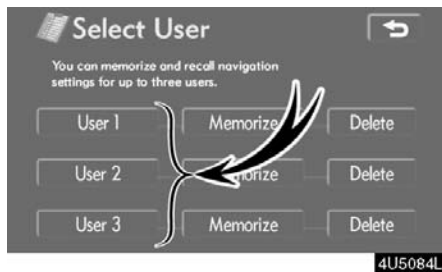 Select User
You can memorize and recall navigation
settings for up to three users.
User 1 Memorize Delete
User 2 Memorize Delete
User 3 Memorize Delete
4U5084L